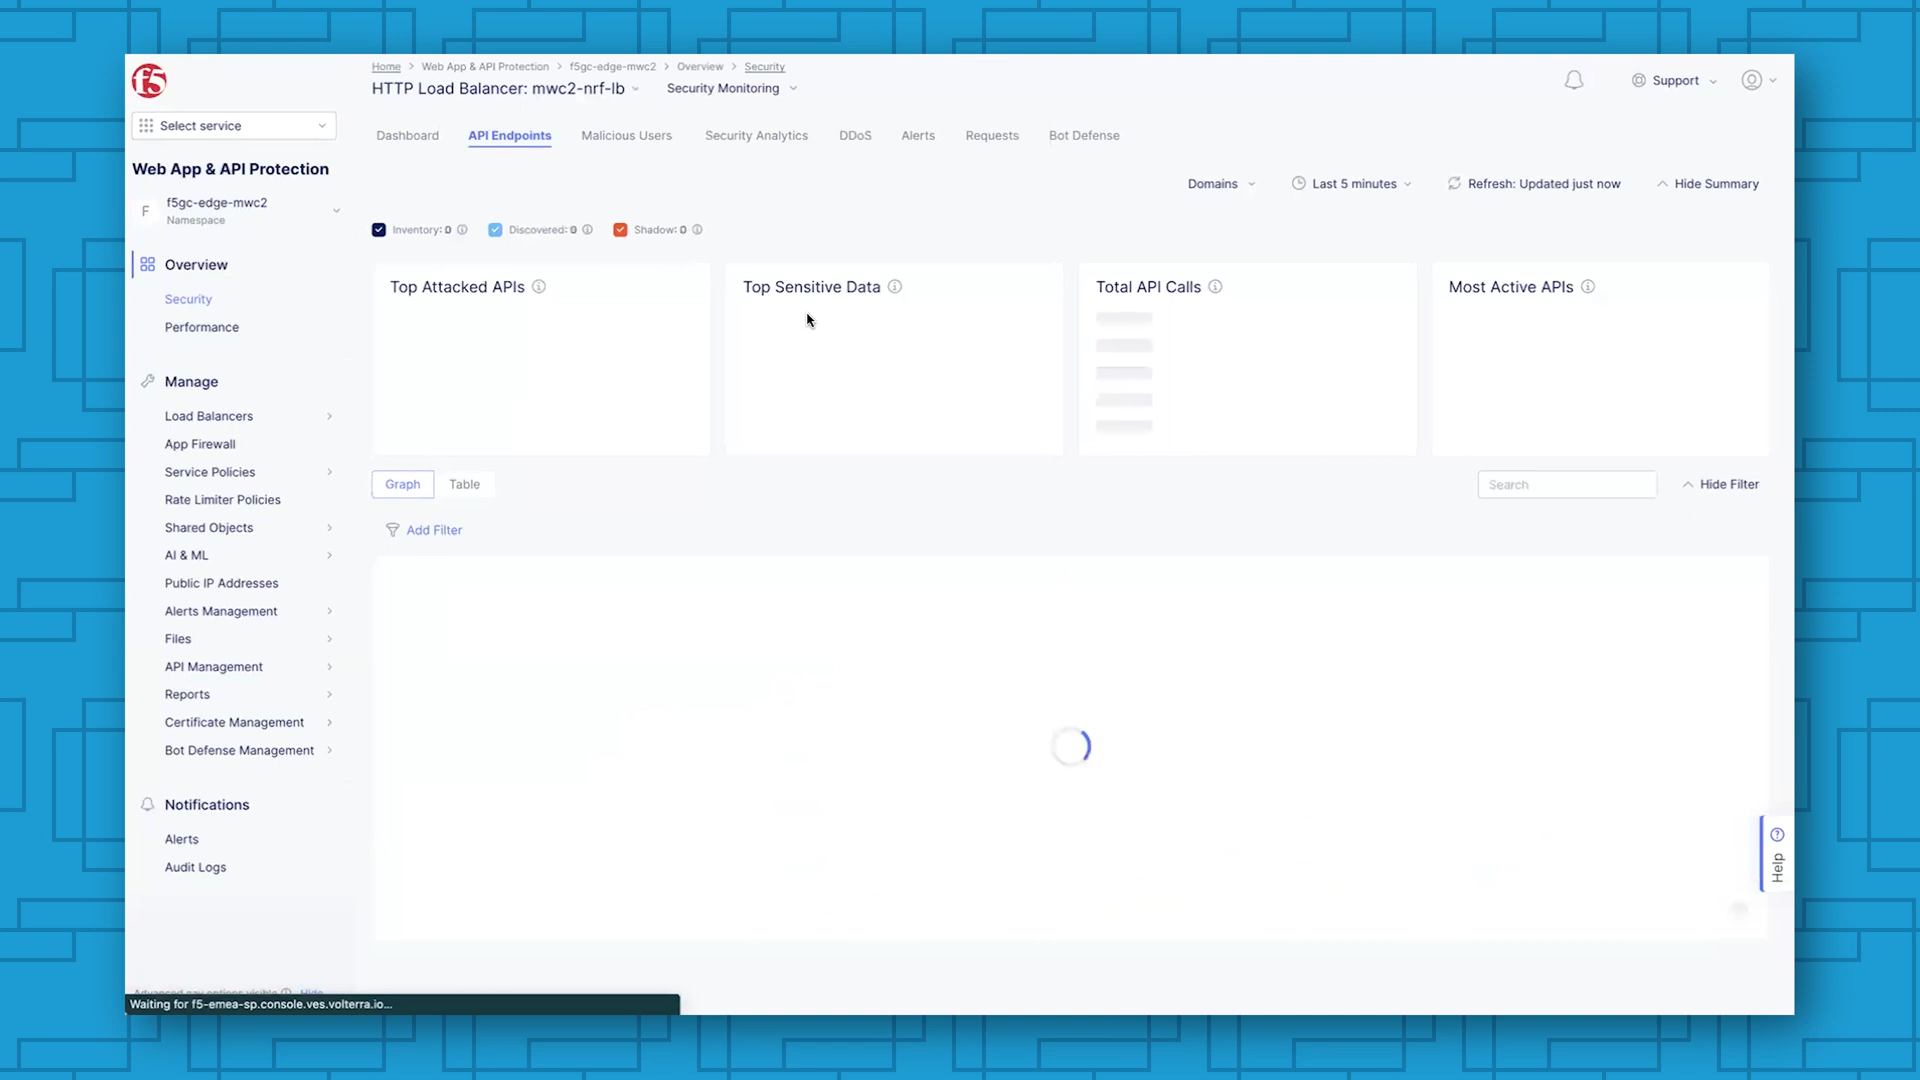 f5
Home > Web App & API Protection > f5gc-edge-mwc2 > Overview > Security
HTTP Load Balancer: mwc2-nrf-lb
Security Monitoring
Support
Select service
Dashboard
API Endpoints
Malicious Users
Security Analytics
DDoS
Alerts
Requests
Bot Defense
Web App & API Protection
Domains
Last 5 minutes
Refresh: Updated just now
Hide Summary
F
f5gc-edge-mwc2
Namespace
Inventory: 0
Discovered: 0
Shadow: 0
Overview
Security
Performance
Top Attacked APIs
Top Sensitive Data
Total API Calls
Most Active APIs
Manage
Load Balancers
App Firewall
Service Policies
Rate Limiter Policies
Shared Objects
AI & ML
Public IP Addresses
Alerts Management
Files
API Management
Reports
Certificate Management
Bot Defense Management
Graph
Table
Search
Hide Filter
Add Filter
Notifications
Alerts
Audit Logs
Help
Hide
Waiting for f5-emea-sp.console.ves.volterra.io...